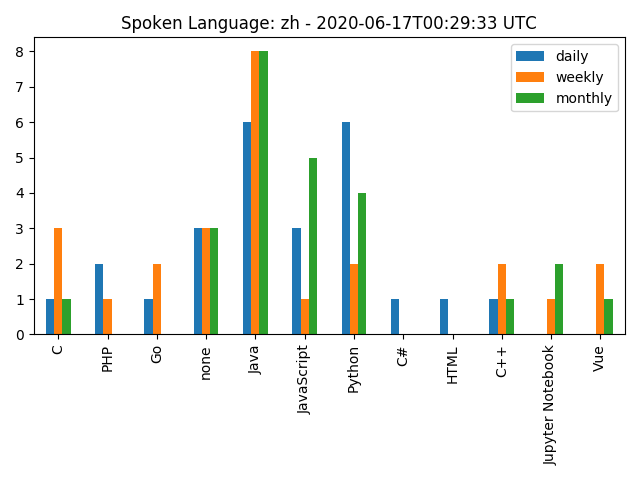 Spoken Language: zh - 2020-06-17T00:29:33 UTC
daily
weekly
monthly
8
7
6
5
4
3
2
1
0
C
PHP
Go
none
Java
JavaScript
Python
C#
HTML
C++
Jupyter Notebook
Vue